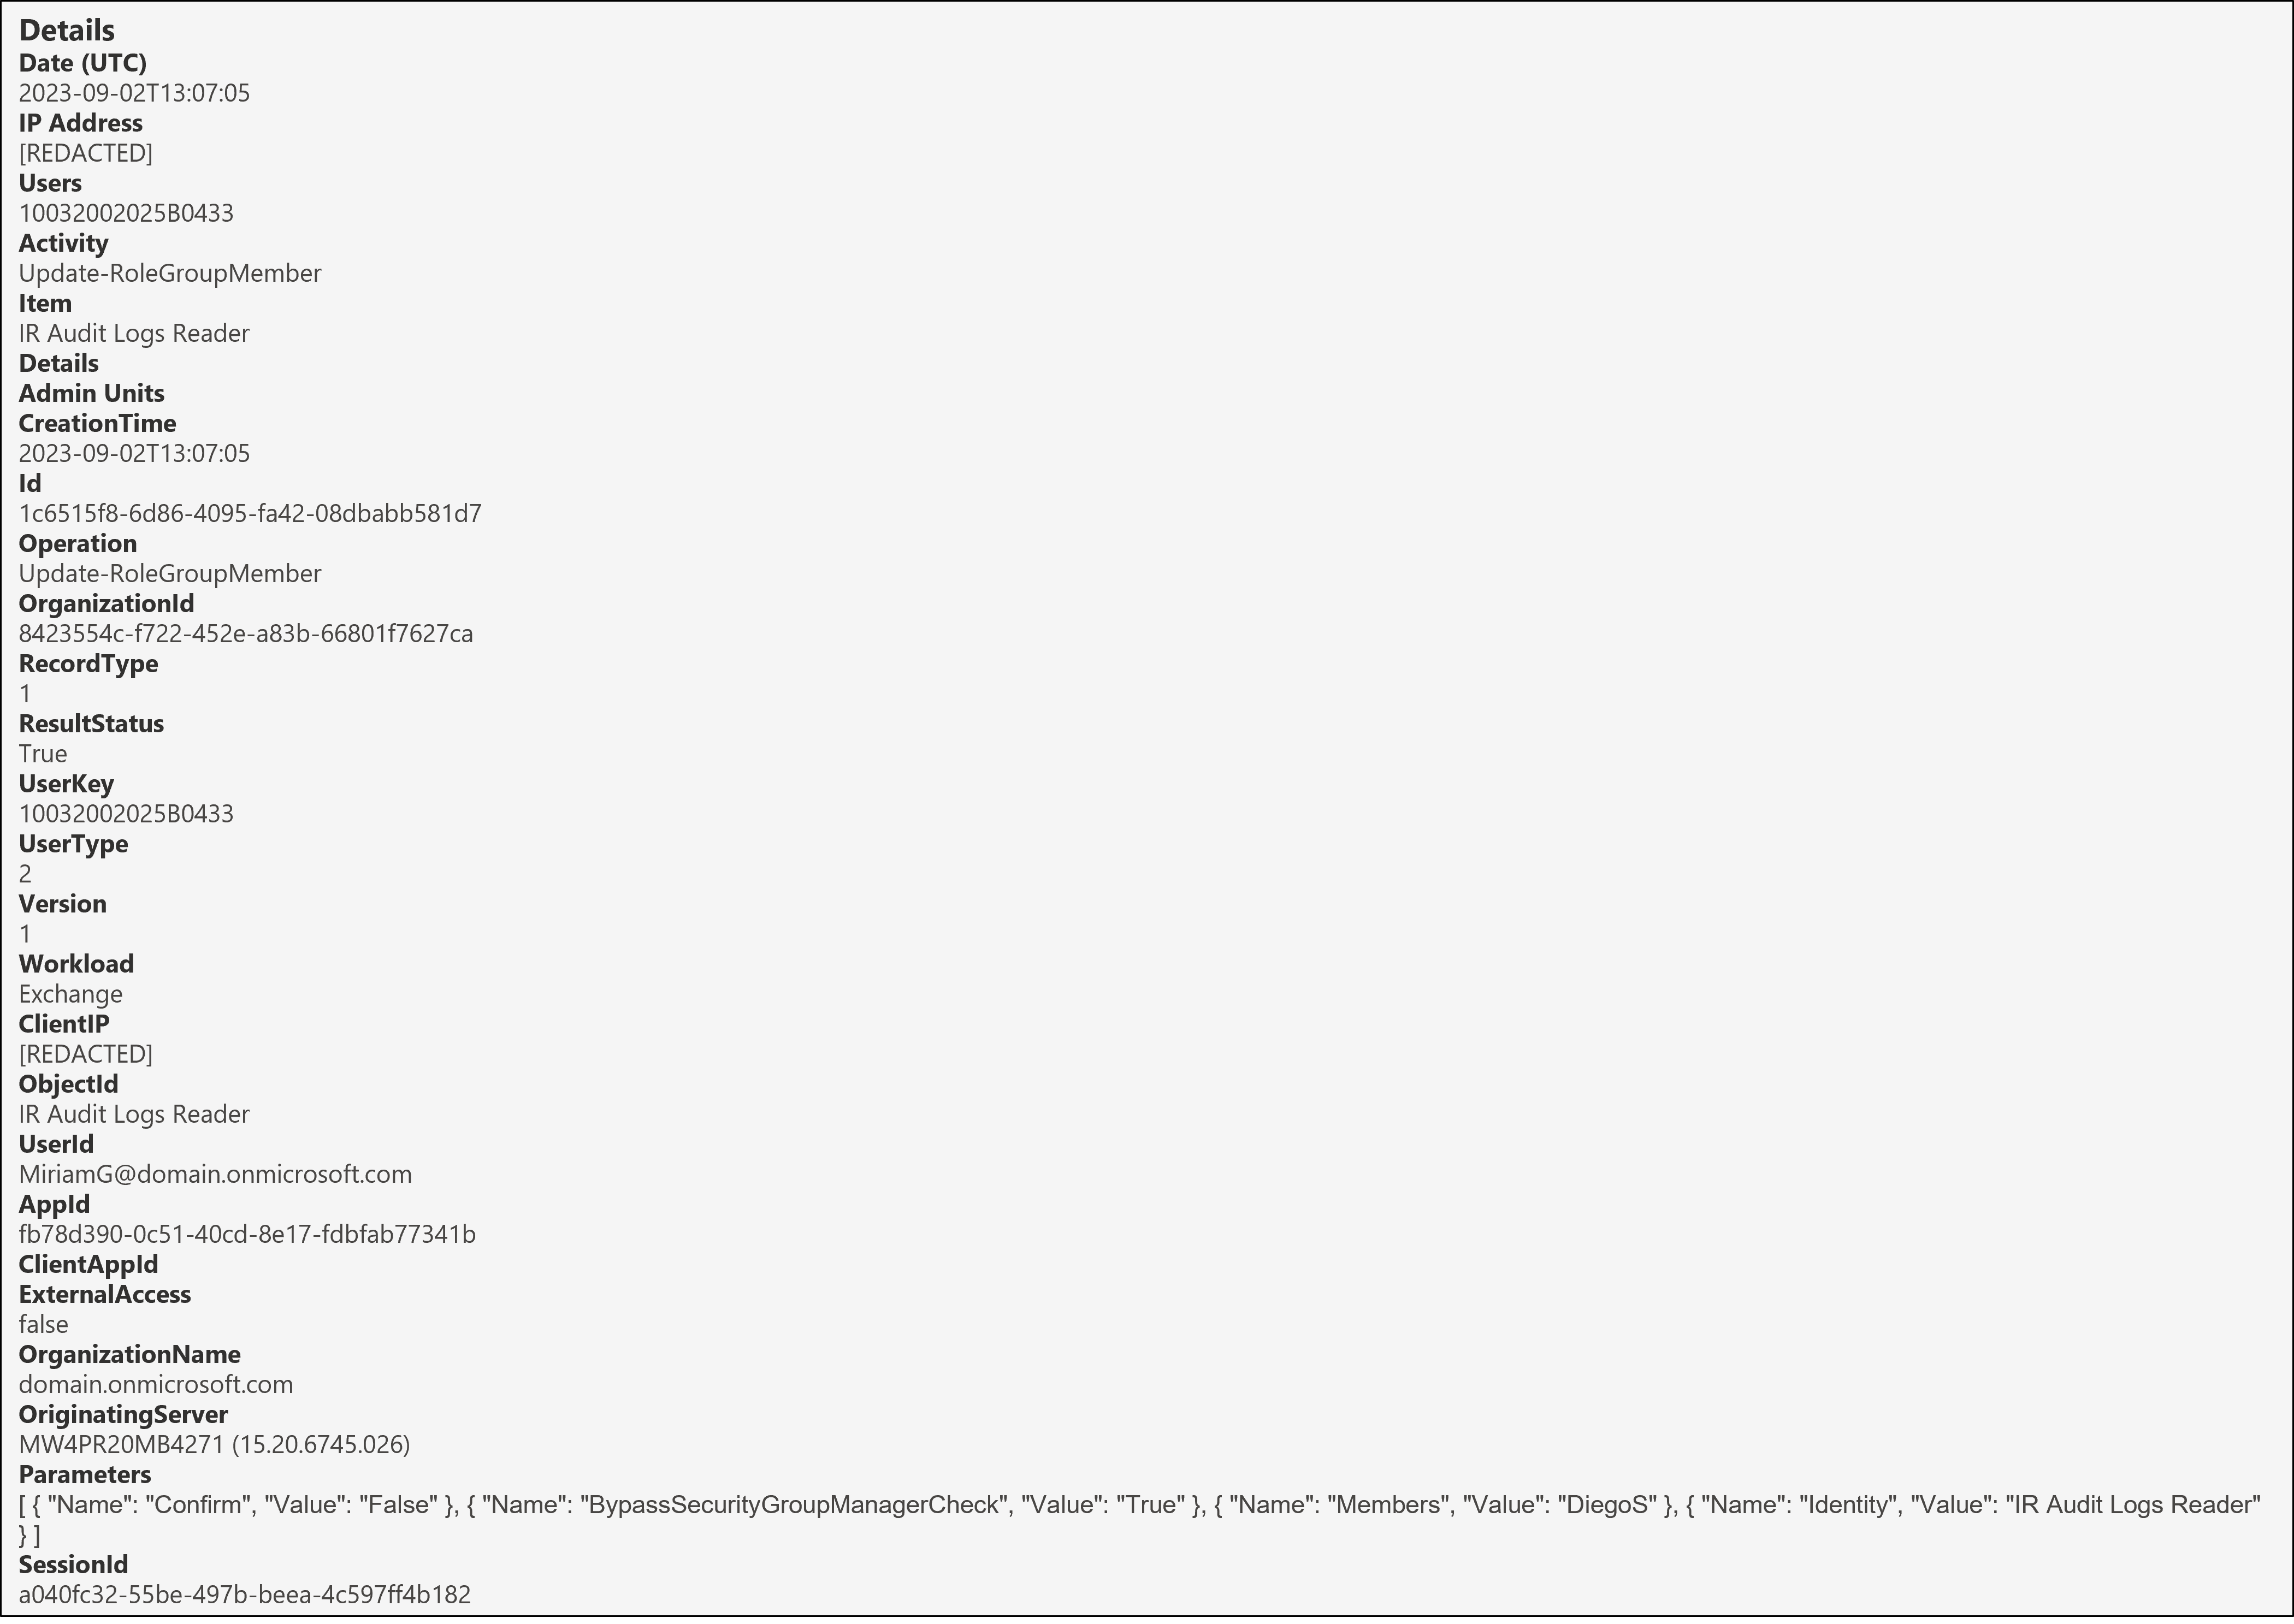 Details
Date (UTC)
2023-09-02T13:07:05
IP Address
[REDACTED]
Users
10032002025B0433
Activity
Update-RoleGroupMember
Item
IR Audit Logs Reader
Details
Admin Units
CreationTime
2023-09-02T13:07:05
Id
1c6515f8-6d86-4095-fa42-08dbabb581d7
Operation
Update-RoleGroupMember
OrganizationId
8423554c-f722-452e-a83b-66801f7627ca
RecordType
1
ResultStatus
True
UserKey
10032002025B0433
UserType
2
Version
1
Workload
Exchange
ClientIP
[REDACTED]
ObjectId
IR Audit Logs Reader
UserId
MiriamG@domain.onmicrosoft.com
AppId
fb78d390-0c51-40cd-8e17-fdbfab77341b
ClientAppId
ExternalAccess
false
OrganizationName
domain.onmicrosoft.com
OriginatingServer
MW4PR20MB4271 (15.20.6745.026)
Parameters
[ { "Name": "Confirm", "Value": "False" }, { "Name": "BypassSecurityGroupManagerCheck", "Value": "True" }, { "Name": "Members", "Value": "DiegoS" }, { "Name": "Identity", "Value": "IR Audit Logs Reader"
} ]
SessionId
a040fc32-55be-497b-beea-4c597ff4b182